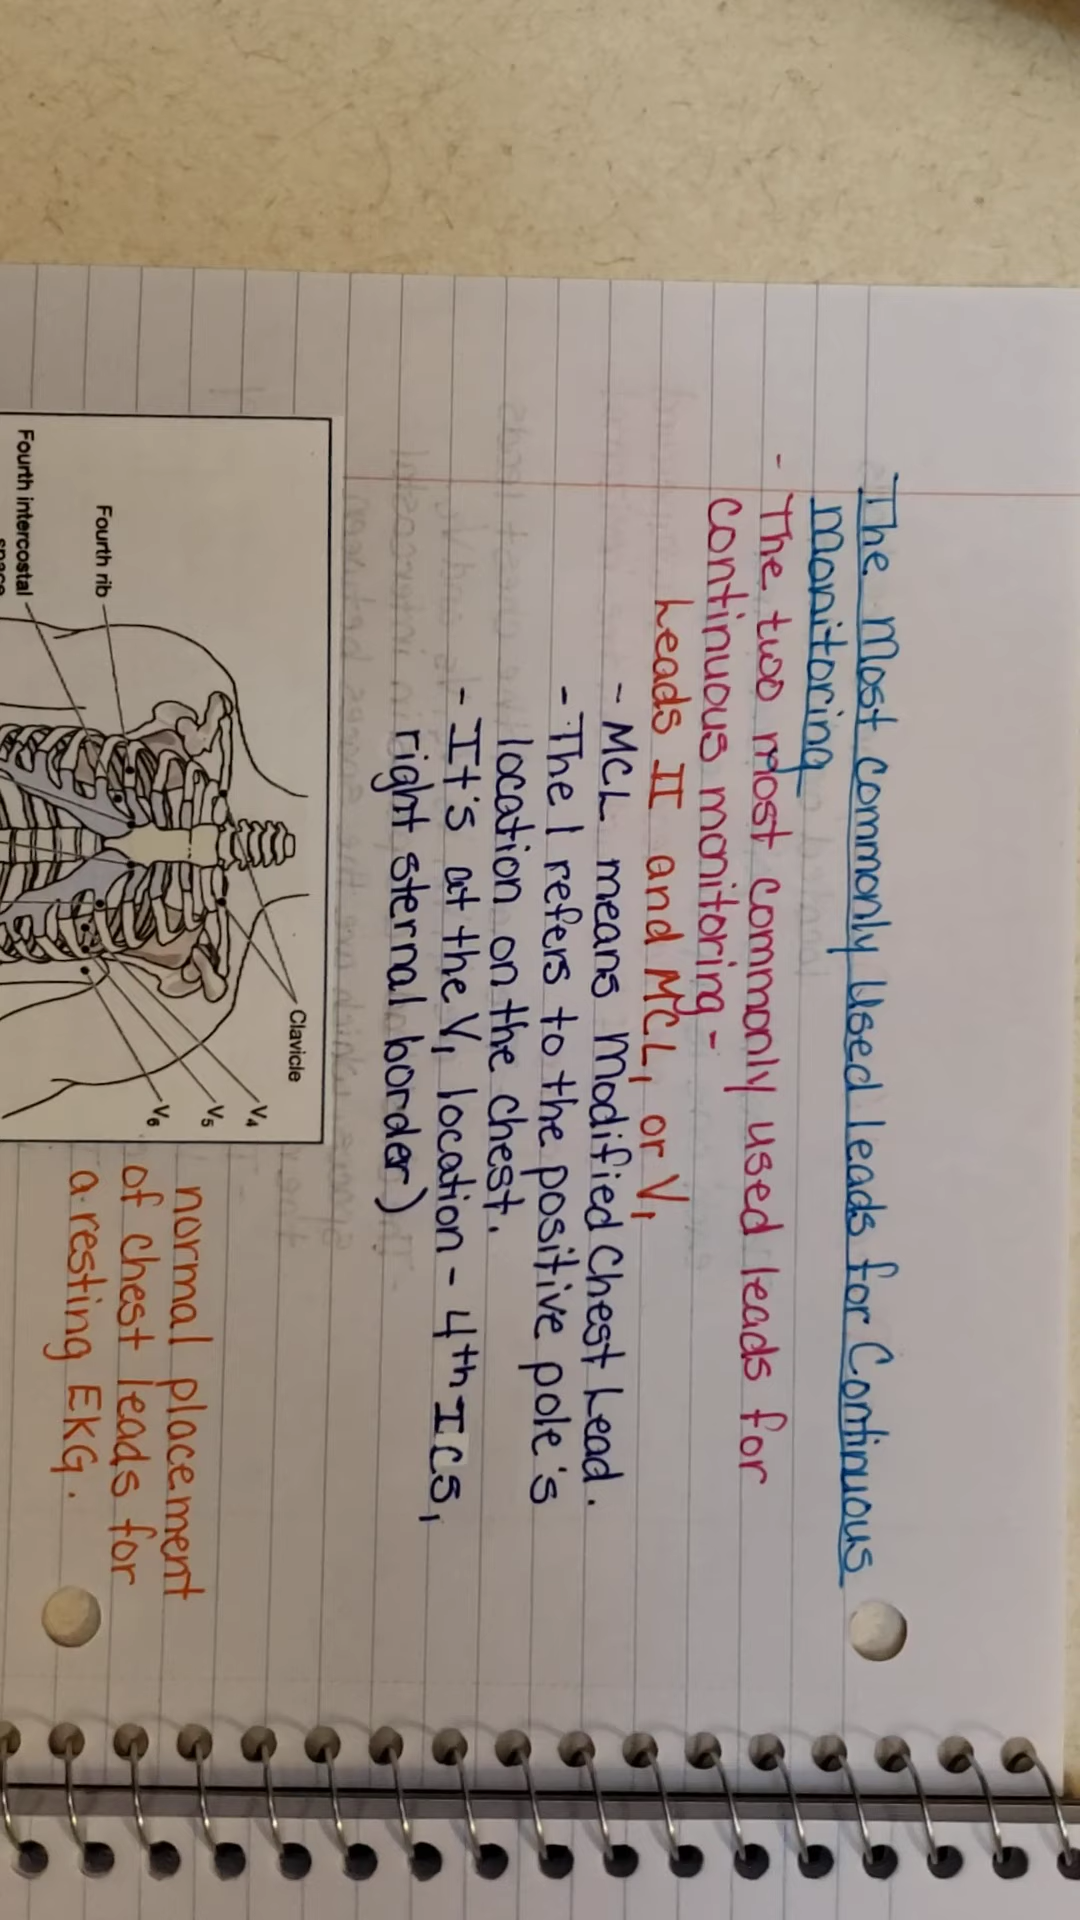 The Most Commonly Used Leads for Continuous
Monitoring
- The two most commonly used leads for
continuous monitoring -
Leads II and MCL₁ or V₁
- MCL means Modified Chest Lead.
- The 1 refers to the positive pole's
location on the chest.
- It's at the V₁ location - 4th ICS,
right sternal border)
Clavicle
Fourth rib
Fourth intercostal
space
V₄
V₅
V₆
normal placement
of chest leads for
a resting EKG.